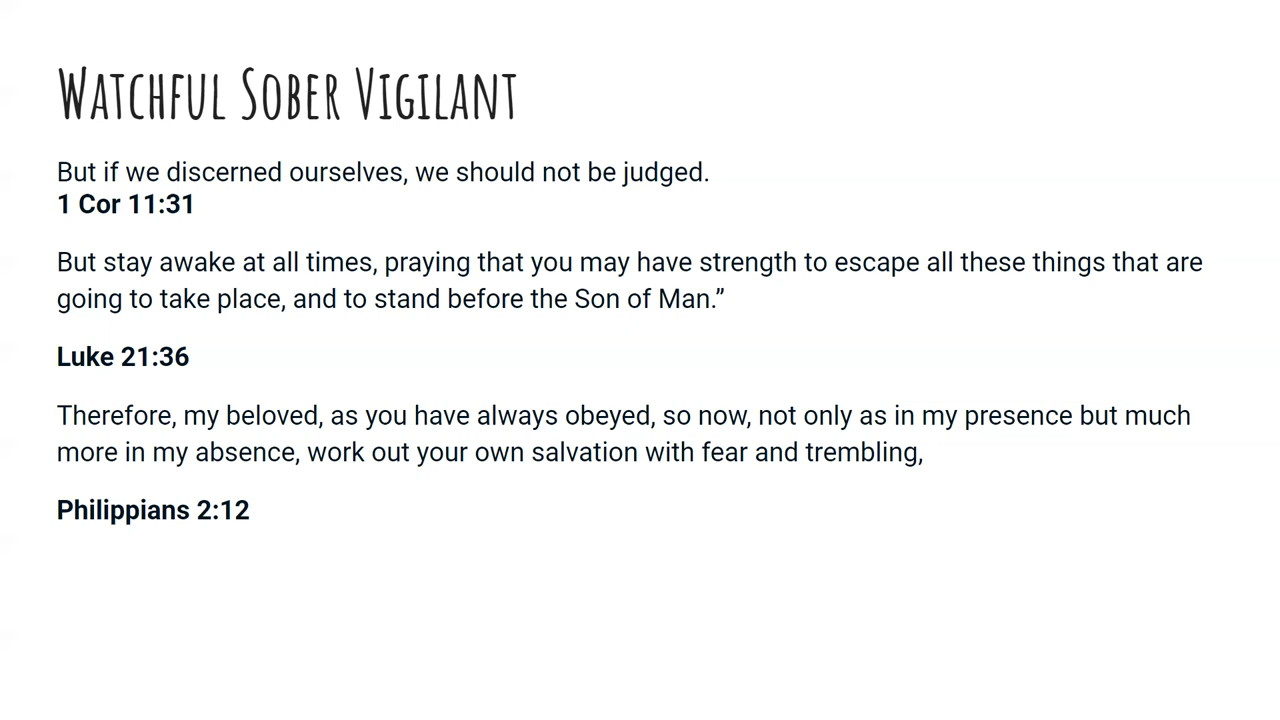 Watchful Sober Vigilant
But if we discerned ourselves, we should not be judged.
1 Cor 11:31
But stay awake at all times, praying that you may have strength to escape all these things that are
going to take place, and to stand before the Son of Man.”
Luke 21:36
Therefore, my beloved, as you have always obeyed, so now, not only as in my presence but much
more in my absence, work out your own salvation with fear and trembling,
Philippians 2:12